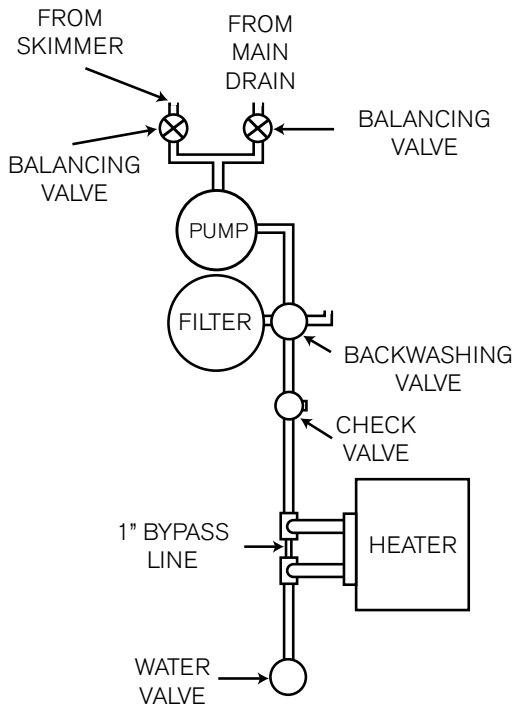 FROM
SKIMMER
FROM
MAIN
DRAIN
BALANCING
VALVE
BALANCING
VALVE
PUMP
FILTER
BACKWASHING
VALVE
CHECK
VALVE
1" BYPASS
LINE
HEATER
WATER
VALVE